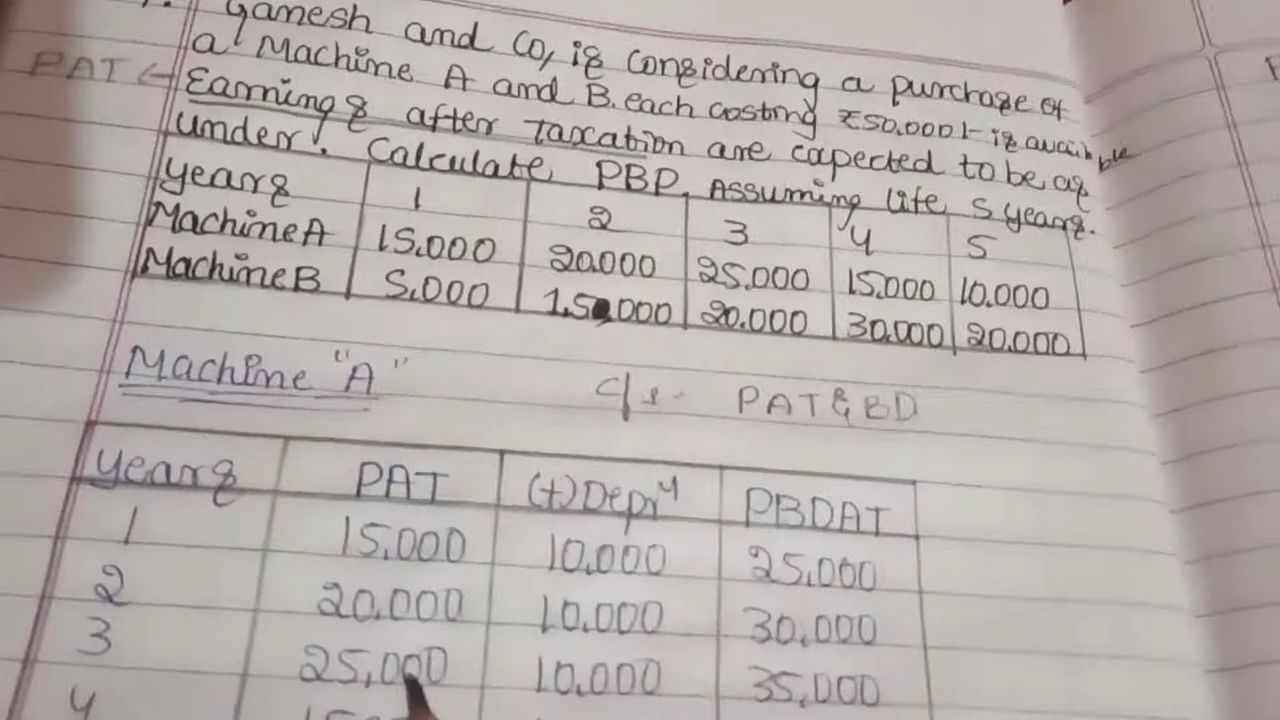 Ganesh and Co, is considering a purchase of
a Machine A and B. each costing ₹50,000/- is available
PAT ← Earnings after taxation are expected to be as
under. Calculate PBP, Assuming life 5 years.
years 1 2 3 4 5
Machine A 15.000 20.000 25.000 15.000 10.000
Machine B 5.000 20.000 30.000 20.000
Machine "A" PAT&BD
years PAT (+)Deprⁿ PBDAT
1 15.000 10.000 25.000
2 20.000 10.000 30.000
3 25,000 10.000 35.000
4